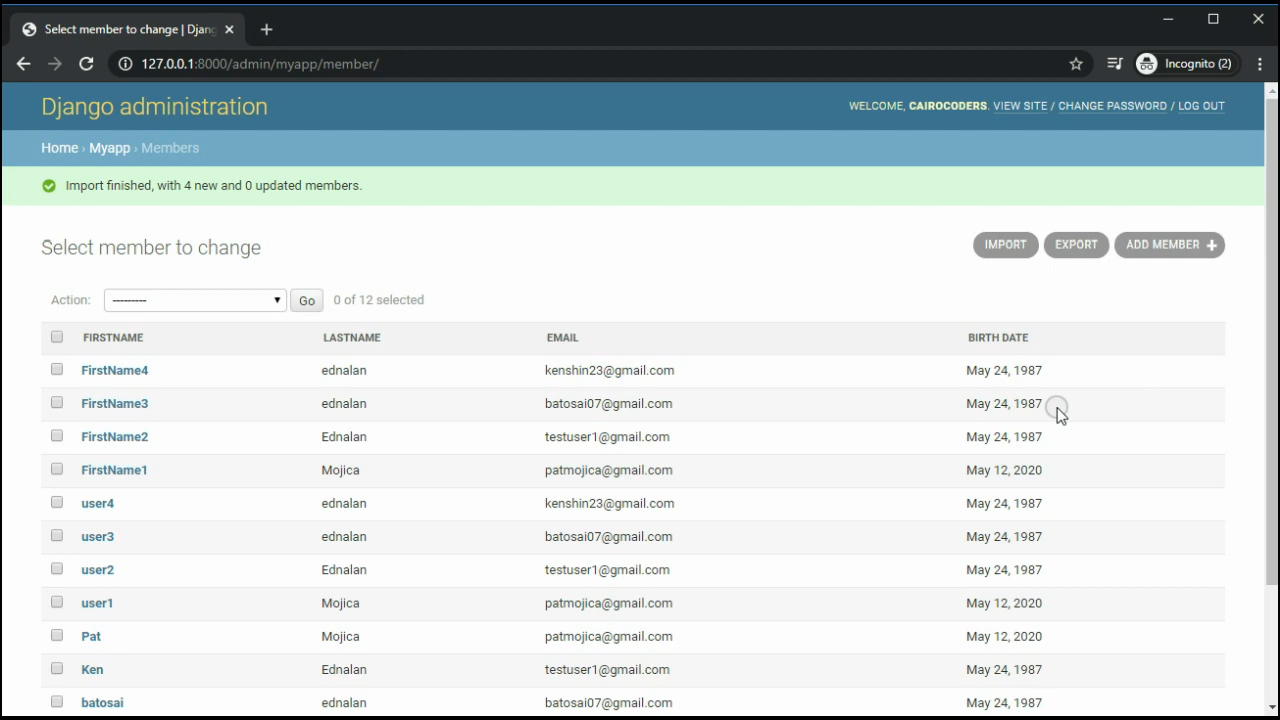 Select member to change | Djang
127.0.0.1:8000/admin/myapp/member/
Incognito (2)
Django administration
WELCOME, CAIROCODERS. VIEW SITE / CHANGE PASSWORD / LOG OUT
Home › Myapp › Members
Import finished, with 4 new and 0 updated members.
Select member to change
IMPORT EXPORT ADD MEMBER +
Action: --------- Go 0 of 12 selected
FIRSTNAME LASTNAME EMAIL BIRTH DATE
FirstName4 ednalan kenshin23@gmail.com May 24, 1987
FirstName3 ednalan batosai07@gmail.com May 24, 1987
FirstName2 Ednalan testuser1@gmail.com May 24, 1987
FirstName1 Mojica patmojica@gmail.com May 12, 2020
user4 ednalan kenshin23@gmail.com May 24, 1987
user3 ednalan batosai07@gmail.com May 24, 1987
user2 Ednalan testuser1@gmail.com May 24, 1987
user1 Mojica patmojica@gmail.com May 12, 2020
Pat Mojica patmojica@gmail.com May 12, 2020
Ken Ednalan testuser1@gmail.com May 24, 1987
batosai ednalan batosai07@gmail.com May 24, 1987